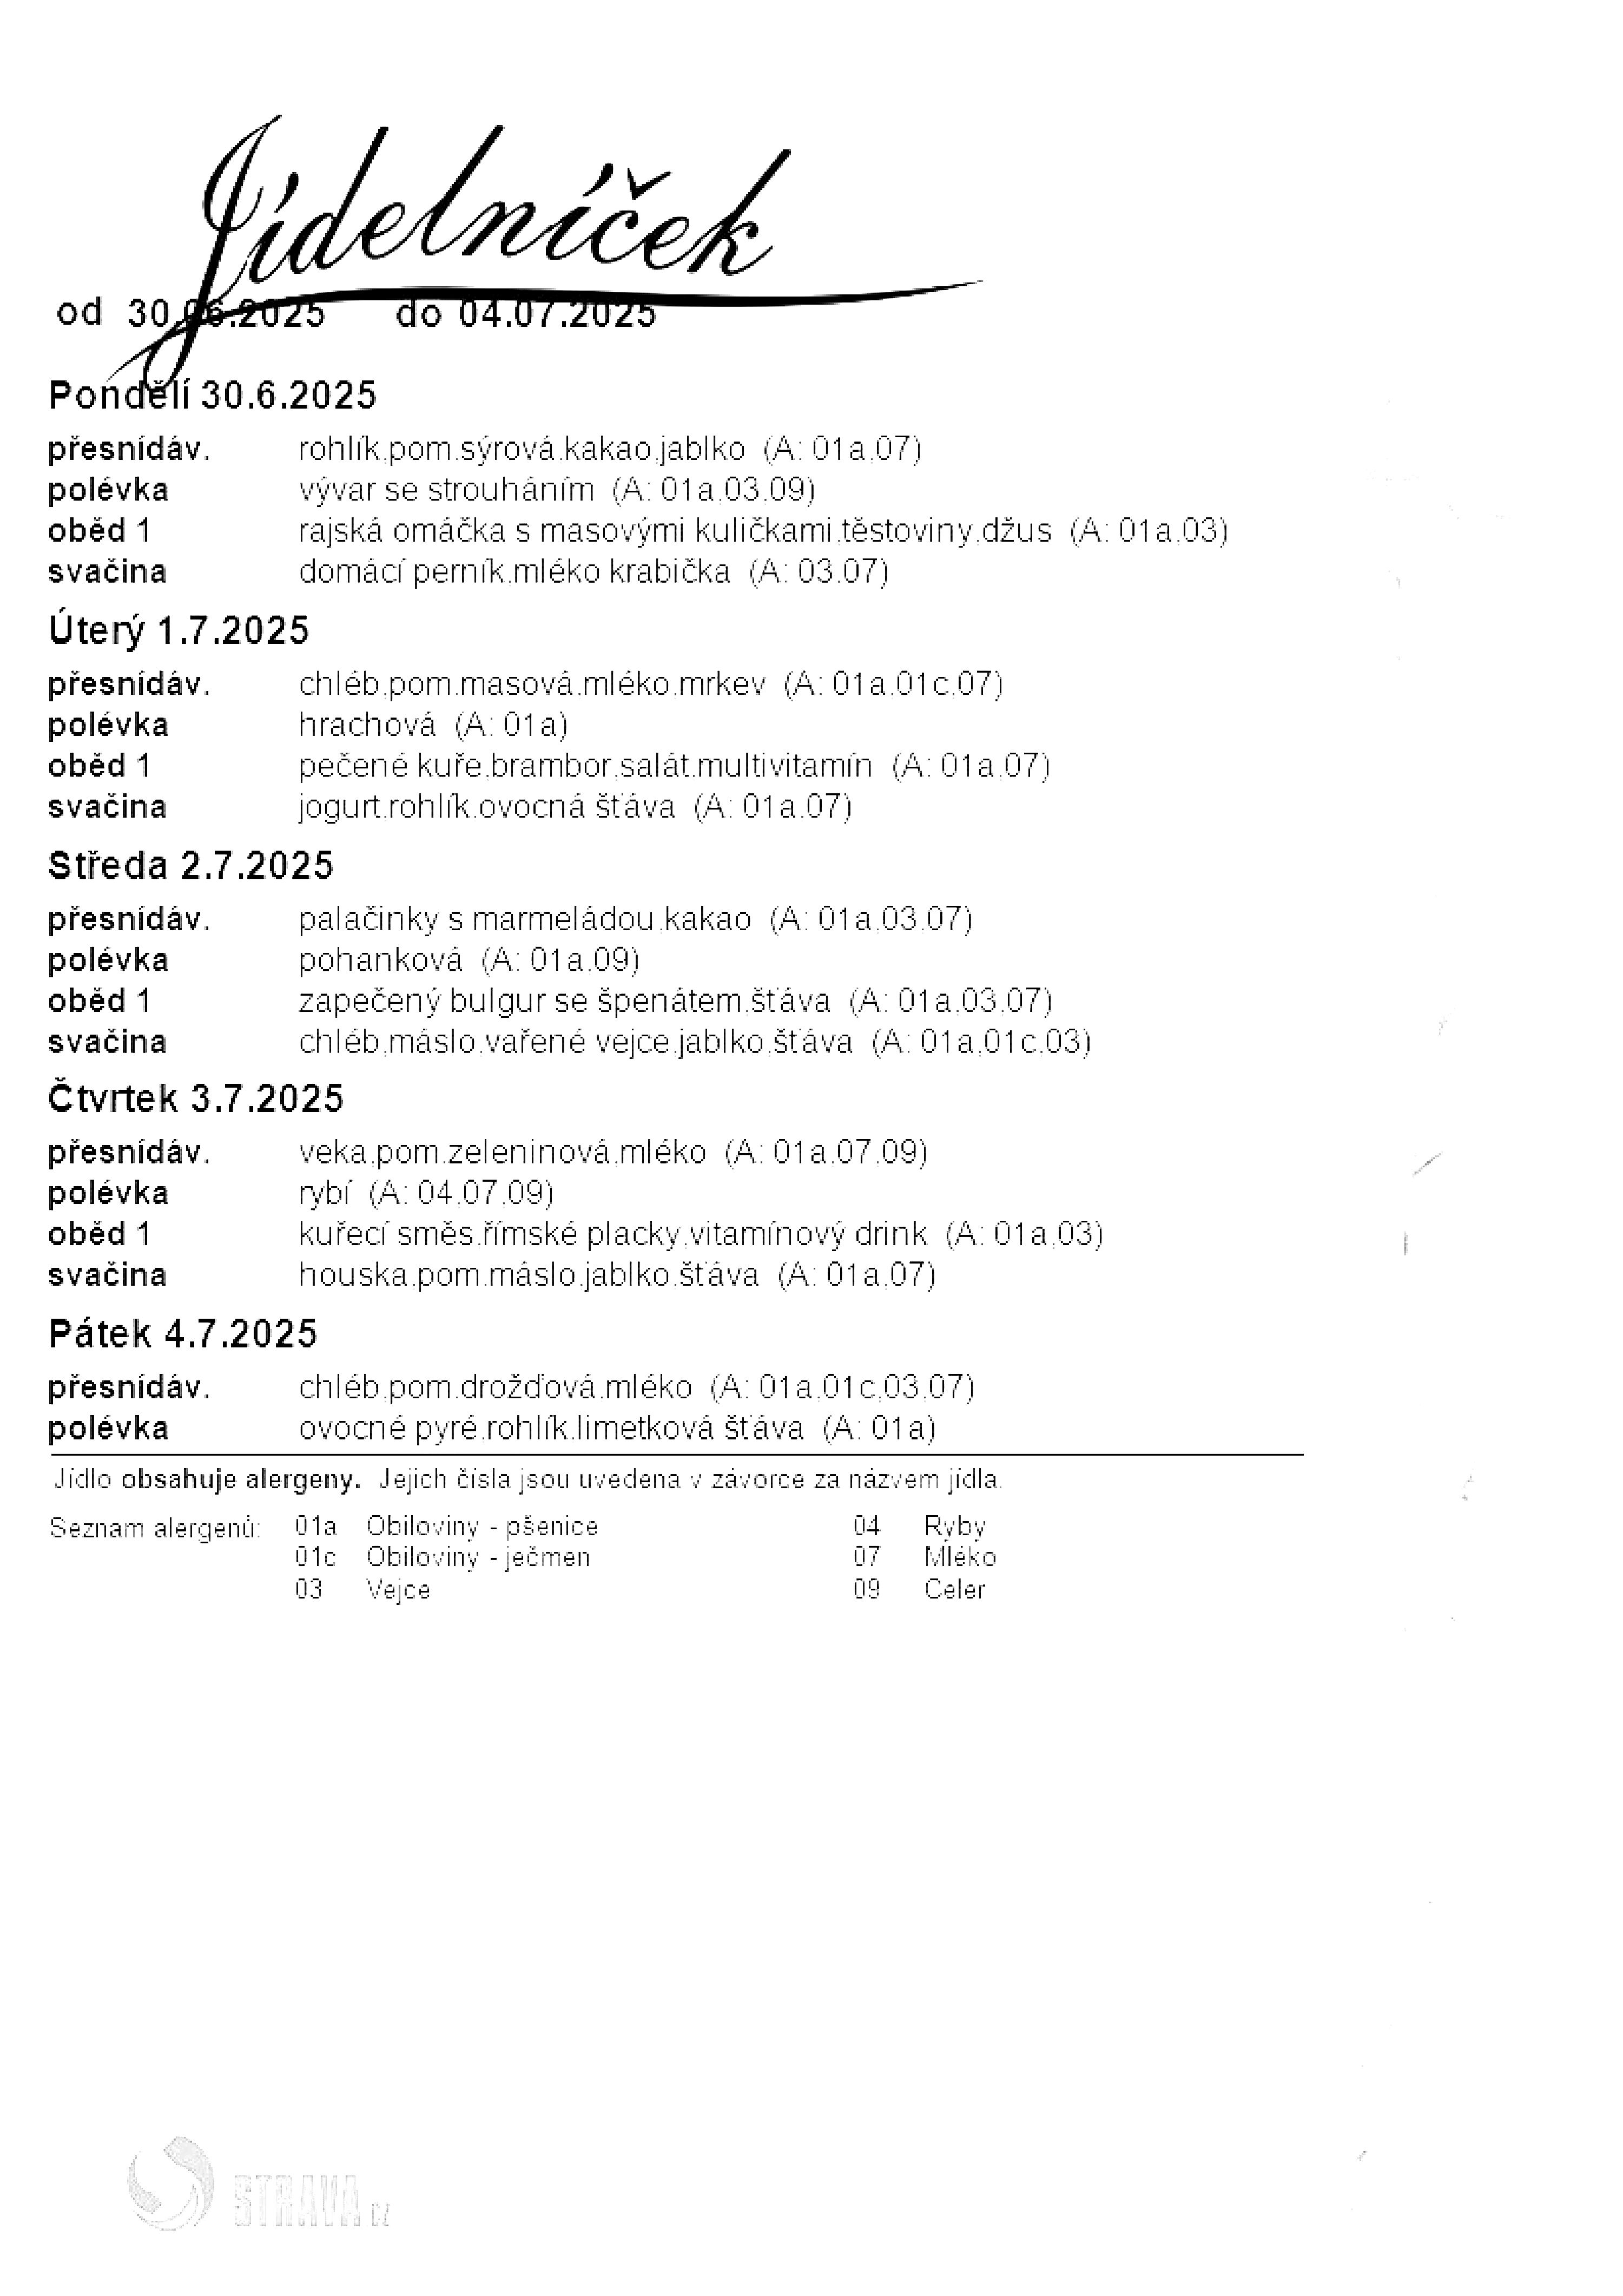 Jídelníček
od 30.06.2025 do 04.07.2025
Pondělí 30.6.2025
přesnídáv. rohlík,pom.sýrová,kakao,jablko (A: 01a,07)
polévka vývar se strouháním (A: 01a,03,09)
oběd 1 rajská omáčka s masovými kuličkami,těstoviny,džus (A: 01a,03)
svačina domácí perník,mléko krabička (A: 03,07)
Úterý 1.7.2025
přesnídáv. chléb,pom.masová,mléko,mrkev (A: 01a,01c,07)
polévka hrachová (A: 01a)
oběd 1 pečené kuře,brambor,salát,multivitamín (A: 01a,07)
svačina jogurt,rohlík,ovocná šťáva (A: 01a,07)
Středa 2.7.2025
přesnídáv. palačinky s marmeládou,kakao (A: 01a,03,07)
polévka pohanková (A: 01a,09)
oběd 1 zapečený bulgur se špenátem,šťáva (A: 01a,03,07)
svačina chléb,máslo,vařené vejce,jablko,šťáva (A: 01a,01c,03)
Čtvrtek 3.7.2025
přesnídáv. veka,pom.zeleninová,mléko (A: 01a,07,09)
polévka rybí (A: 04,07,09)
oběd 1 kuřecí směs,římské placky,vitamínový drink (A: 01a,03)
svačina houska,pom.máslo,jablko,šťáva (A: 01a,07)
Pátek 4.7.2025
přesnídáv. chléb,pom.drožďová,mléko (A: 01a,01c,03,07)
polévka ovocné pyré,rohlík,limetková šťáva (A: 01a)
Jídlo obsahuje alergeny. Jejich čísla jsou uvedena v závorce za názvem jídla.
Seznam alergenů: 01a Obiloviny - pšenice 04 Ryby
01c Obiloviny - ječmen 07 Mléko
03 Vejce 09 Celer
STRAVA.cz